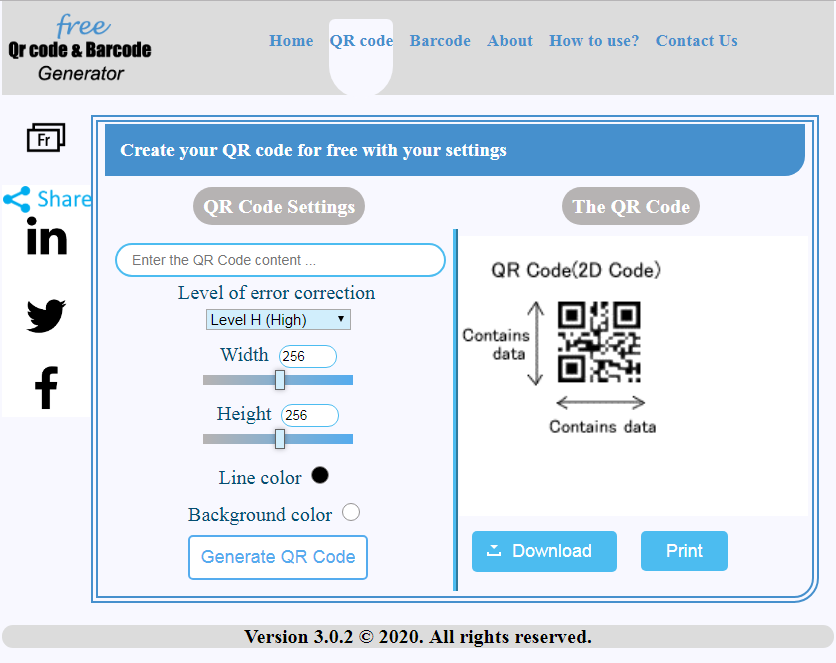 free
Qr code & Barcode
Generator
Home QR code Barcode About How to use? Contact Us
Fr
Share
in
Create your QR code for free with your settings
QR Code Settings
Enter the QR Code content ...
Level of error correction
Level H (High)
Width 256
Height 256
Line color
Background color
Generate QR Code
The QR Code
QR Code(2D Code)
Contains
data
Contains data
Download Print
Version 3.0.2 © 2020. All rights reserved.